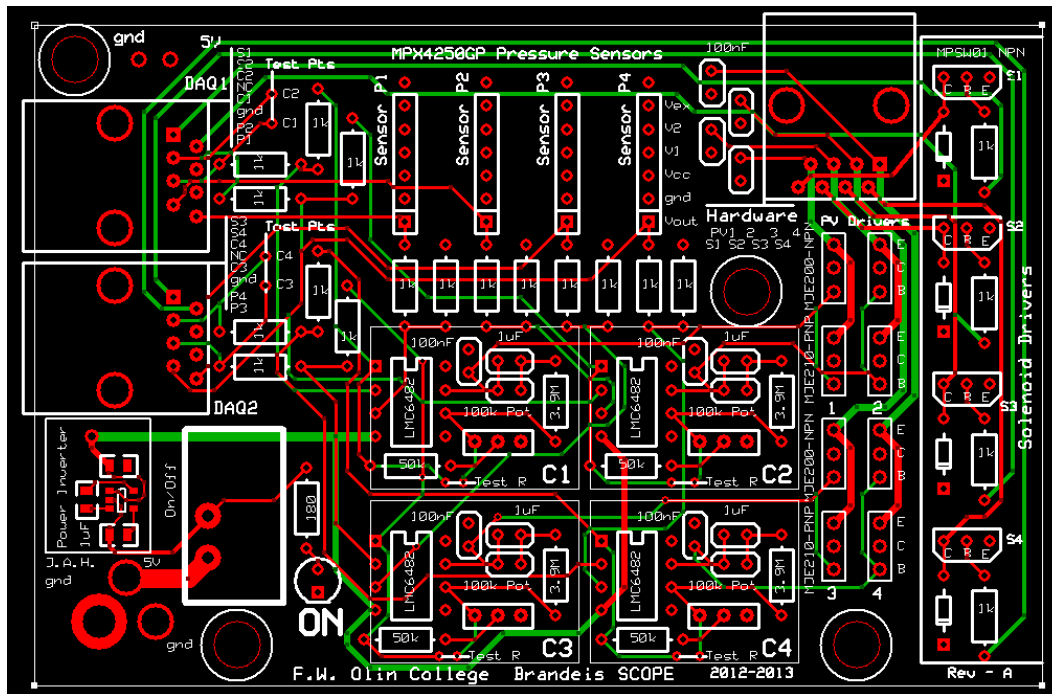 gnd
5V
MPX4250GP Pressure Sensors
100nF
MPSW01 NPN
S1
C B E
DAQ1
S1
C2
C2
NC
C1
gnd
P2
P1
Test Pts
C2
C1
1k
1k
1k
1k
Sensor P1
Sensor P2
Sensor P3
Sensor P4
Vex
V2
V1
Vcc
gnd
Vout
1k
Hardware
PV1 2 3 4
S1 S2 S3 S4
PV Drivers
S2
C B E
1k
S3
S4
C4
NC
C3
gnd
P4
P3
Test Pts
C4
C3
1k
1k
1k
1k
DAQ2
1k
1k
1k
1k
1k
1k
1k
1k
MJE200-NPN
E
C
B
MJE210-PNP
E
C
B
1
2
MJE200-NPN
E
C
B
MJE210-PNP
E
C
B
3
4
S3
C B E
1k
S4
C B E
1k
Solenoid Drivers
100nF
1uF
LMC6482
3.9M
100k Pot
50k
C1
Test R
100nF
1uF
LMC6482
3.9M
100k Pot
50k
C2
Test R
100nF
1uF
LMC6482
3.9M
100k Pot
50k
C3
Test R
100nF
1uF
LMC6482
3.9M
100k Pot
50k
C4
Test R
Power Inverter
1uF
J.A.H.
On/Off
5V
gnd
gnd
180
ON
F.W. Olin College Brandeis SCOPE 2012-2013
Rev - A